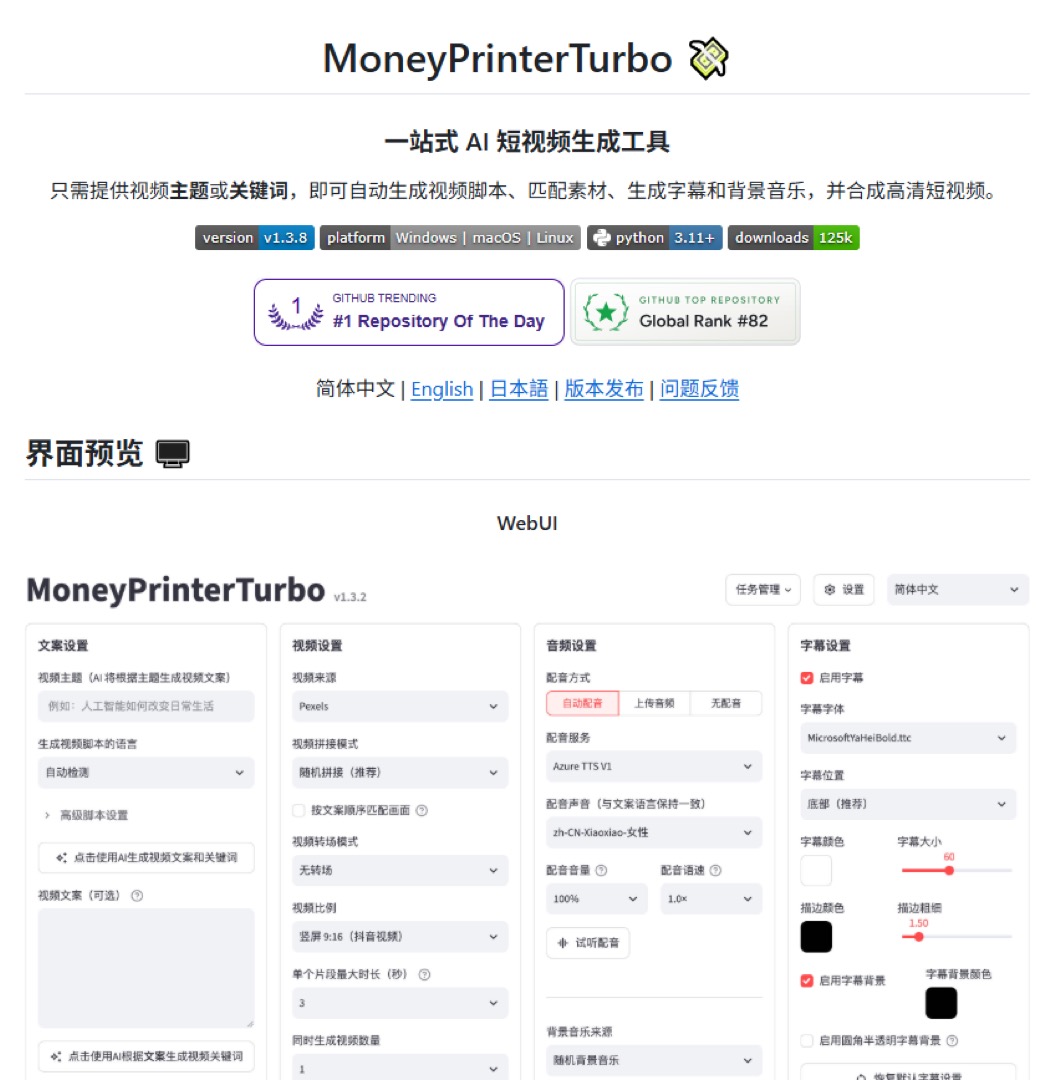 MoneyPrinterTurbo
一站式 AI 短视频生成工具
只需提供视频主题或关键词，即可自动生成视频脚本、匹配素材、生成字幕和背景音乐，并合成高清短视频。
version v1.3.8 platform Windows | macOS | Linux python 3.11+ downloads 125k
1 GITHUB TRENDING #1 Repository Of The Day
GITHUB TOP REPOSITORY Global Rank #82
简体中文 | English | 日本語 | 版本发布 | 问题反馈
界面预览
WebUI
MoneyPrinterTurbo v1.3.2
任务管理 设置 简体中文
文案设置
视频主题（AI 将根据主题生成视频文案）
例如：人工智能如何改变日常生活
生成视频脚本的语言
自动检测
高级脚本设置
点击使用AI生成视频文案和关键词
视频文案（可选）
点击使用AI根据文案生成视频关键词
视频设置
视频来源
Pexels
视频拼接模式
随机拼接（推荐）
按文案顺序匹配画面
视频转场模式
无转场
视频比例
竖屏 9:16（抖音视频）
单个片段最大时长（秒）
3
同时生成视频数量
1
音频设置
配音方式
自动配音 上传音频 无配音
配音服务
Azure TTS V1
配音声音（与文案语言保持一致）
zh-CN-Xiaoxiao-女性
配音音量 配音语速
100% 1.0×
试听配音
背景音乐来源
随机背景音乐
字幕设置
启用字幕
字幕字体
MicrosoftYaHeiBold.ttc
字幕位置
底部（推荐）
字幕颜色 字幕大小
60
描边颜色 描边粗细
1.50
启用字幕背景 字幕背景颜色
启用圆角半透明字幕背景
恢复默认字幕设置